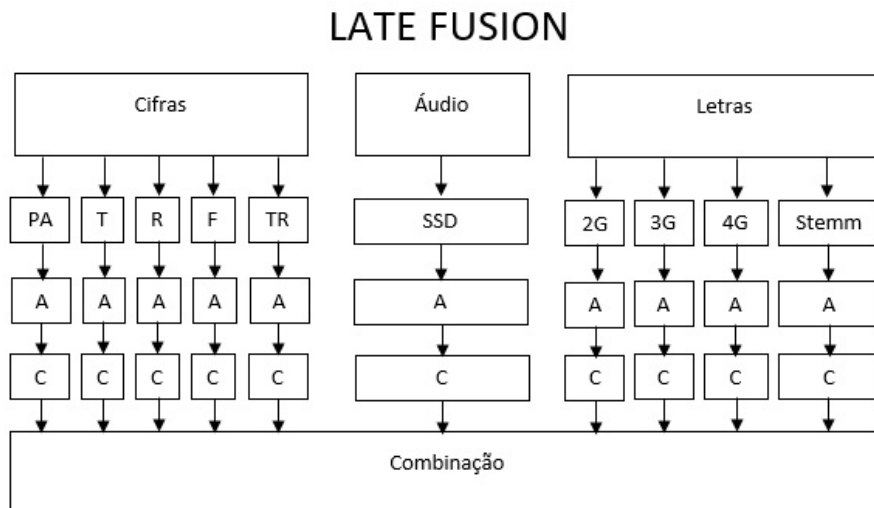 LATE FUSION
Cifras Áudio Letras
PA T R F TR SSD 2G 3G 4G Stemm
A A A A A A A A A A
C C C C C C C C C C
Combinação